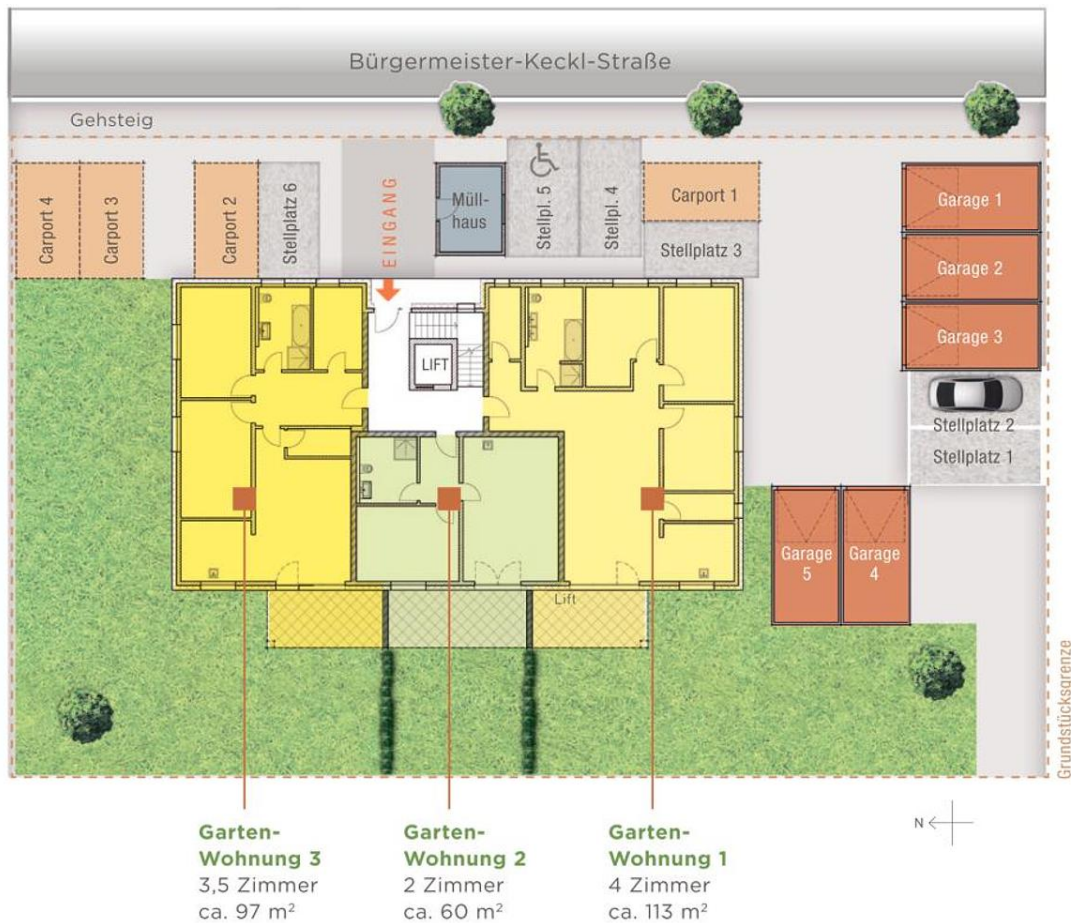 Bürgermeister-Keckl-Straße
Gehsteig
Carport 4
Carport 3
Carport 2
Stellplatz 6
EINGANG
Müll-
haus
Stellpl. 5
Stellpl. 4
Carport 1
Stellplatz 3
Garage 1
Garage 2
Garage 3
LIFT
Stellplatz 2
Stellplatz 1
Garage
5
Garage
4
Lift
Grundstücksgrenze
N
Garten-
Wohnung 3
3,5 Zimmer
ca. 97 m²
Garten-
Wohnung 2
2 Zimmer
ca. 60 m²
Garten-
Wohnung 1
4 Zimmer
ca. 113 m²